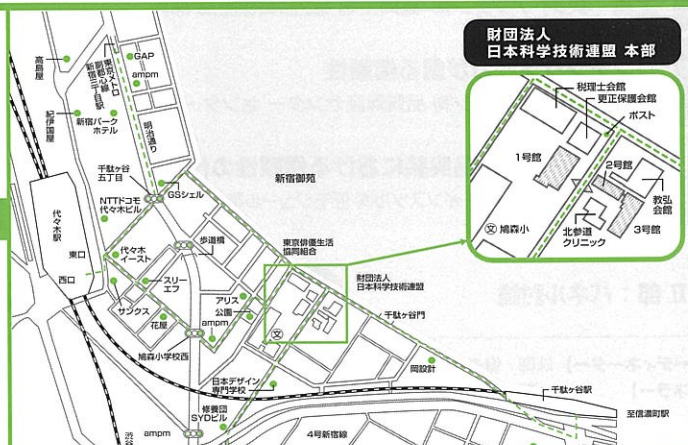 財団法人
日本科学技術連盟 本部
税理士会館
更正保護会館
ポスト
1号館
2号館
教弘
会館
3号館
北参道
クリニック
鳩森小
高島屋
東京メトロ
副都心線
新宿三丁目駅
GAP
ampm
紀伊国屋
新宿パーク
ホテル
明治通り
千駄ヶ谷
五丁目
新宿御苑
GSシェル
NTTドコモ
代々木ビル
代々木駅
東口
西口
代々木
イースト
歩道橋
東京俳優生活
協同組合
スリー
エフ
財団法人
日本科学技術連盟
サンクス
花屋
アリス
公園
ampm
千駄ヶ谷門
鳩森小学校西
文
岡設計
日本デザイン
専門学校
千駄ヶ谷駅
至信濃町駅
修養団
SYDビル
ampm
4号新宿線
渋谷